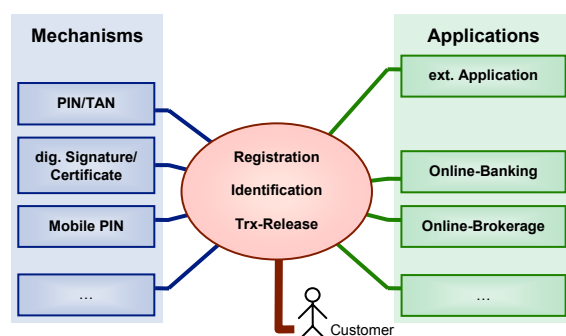 Mechanisms
PIN/TAN
dig. Signature/
Certificate
Mobile PIN
...
Registration
Identification
Trx-Release
Customer
Applications
ext. Application
Online-Banking
Online-Brokerage
...